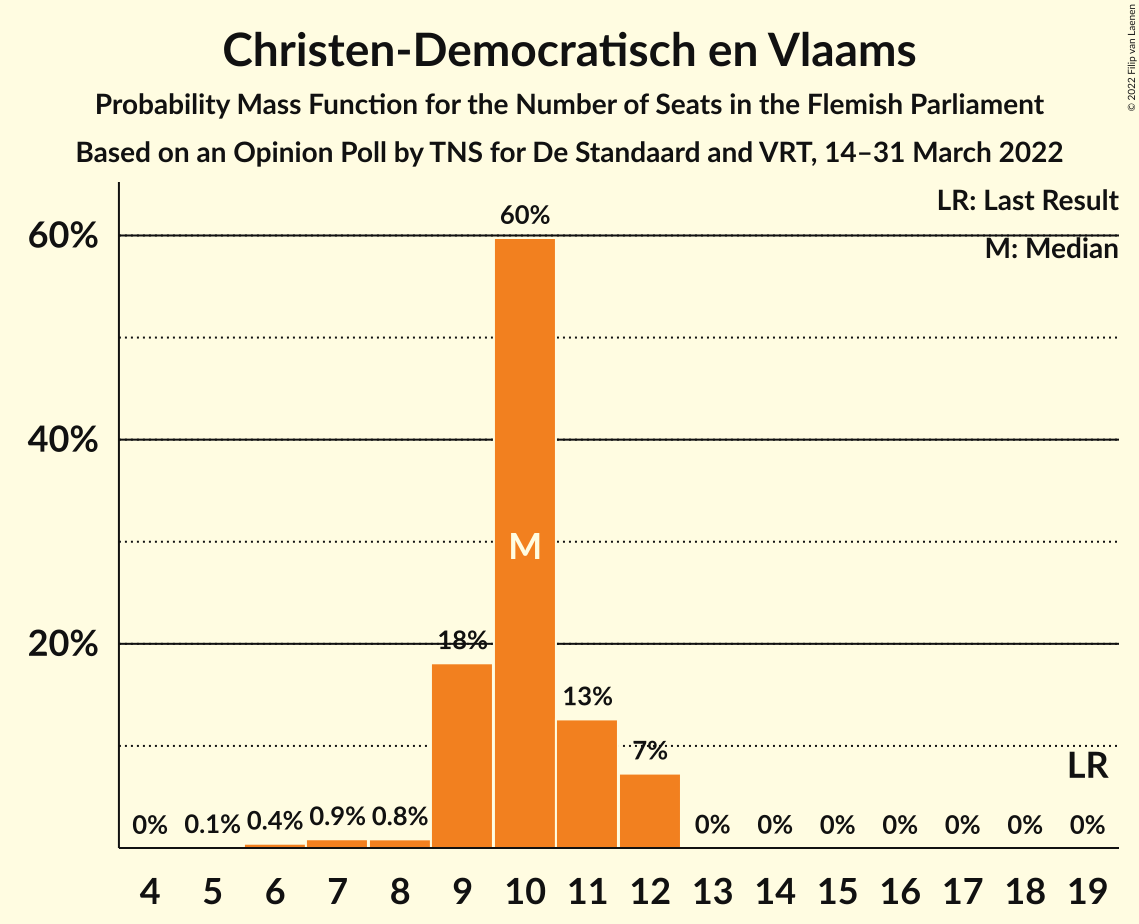 Christen-Democratisch en Vlaams
Probability Mass Function for the Number of Seats in the Flemish Parliament
Based on an Opinion Poll by TNS for De Standaard and VRT, 14–31 March 2022
© 2022 Filip van Laenen
LR: Last Result
M: Median
60%
40%
20%
0% 0.1% 0.4% 0.9% 0.8% 18% 60% 13% 7% 0% 0% 0% 0% 0% 0% 0%
M
LR
4 5 6 7 8 9 10 11 12 13 14 15 16 17 18 19